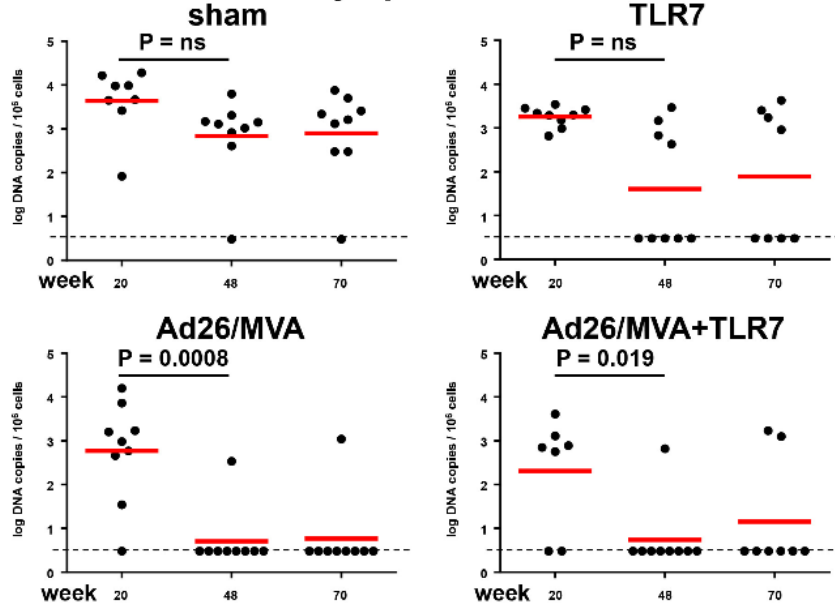 sham
TLR7
P = ns
P = ns
log DNA copies / 10⁶ cells
5
4
3
2
1
0
week
20
48
70
log DNA copies / 10⁶ cells
5
4
3
2
1
0
week
20
48
70
Ad26/MVA
Ad26/MVA+TLR7
P = 0.0008
P = 0.019
log DNA copies / 10⁶ cells
5
4
3
2
1
0
week
20
48
70
log DNA copies / 10⁶ cells
5
4
3
2
1
0
week
20
48
70